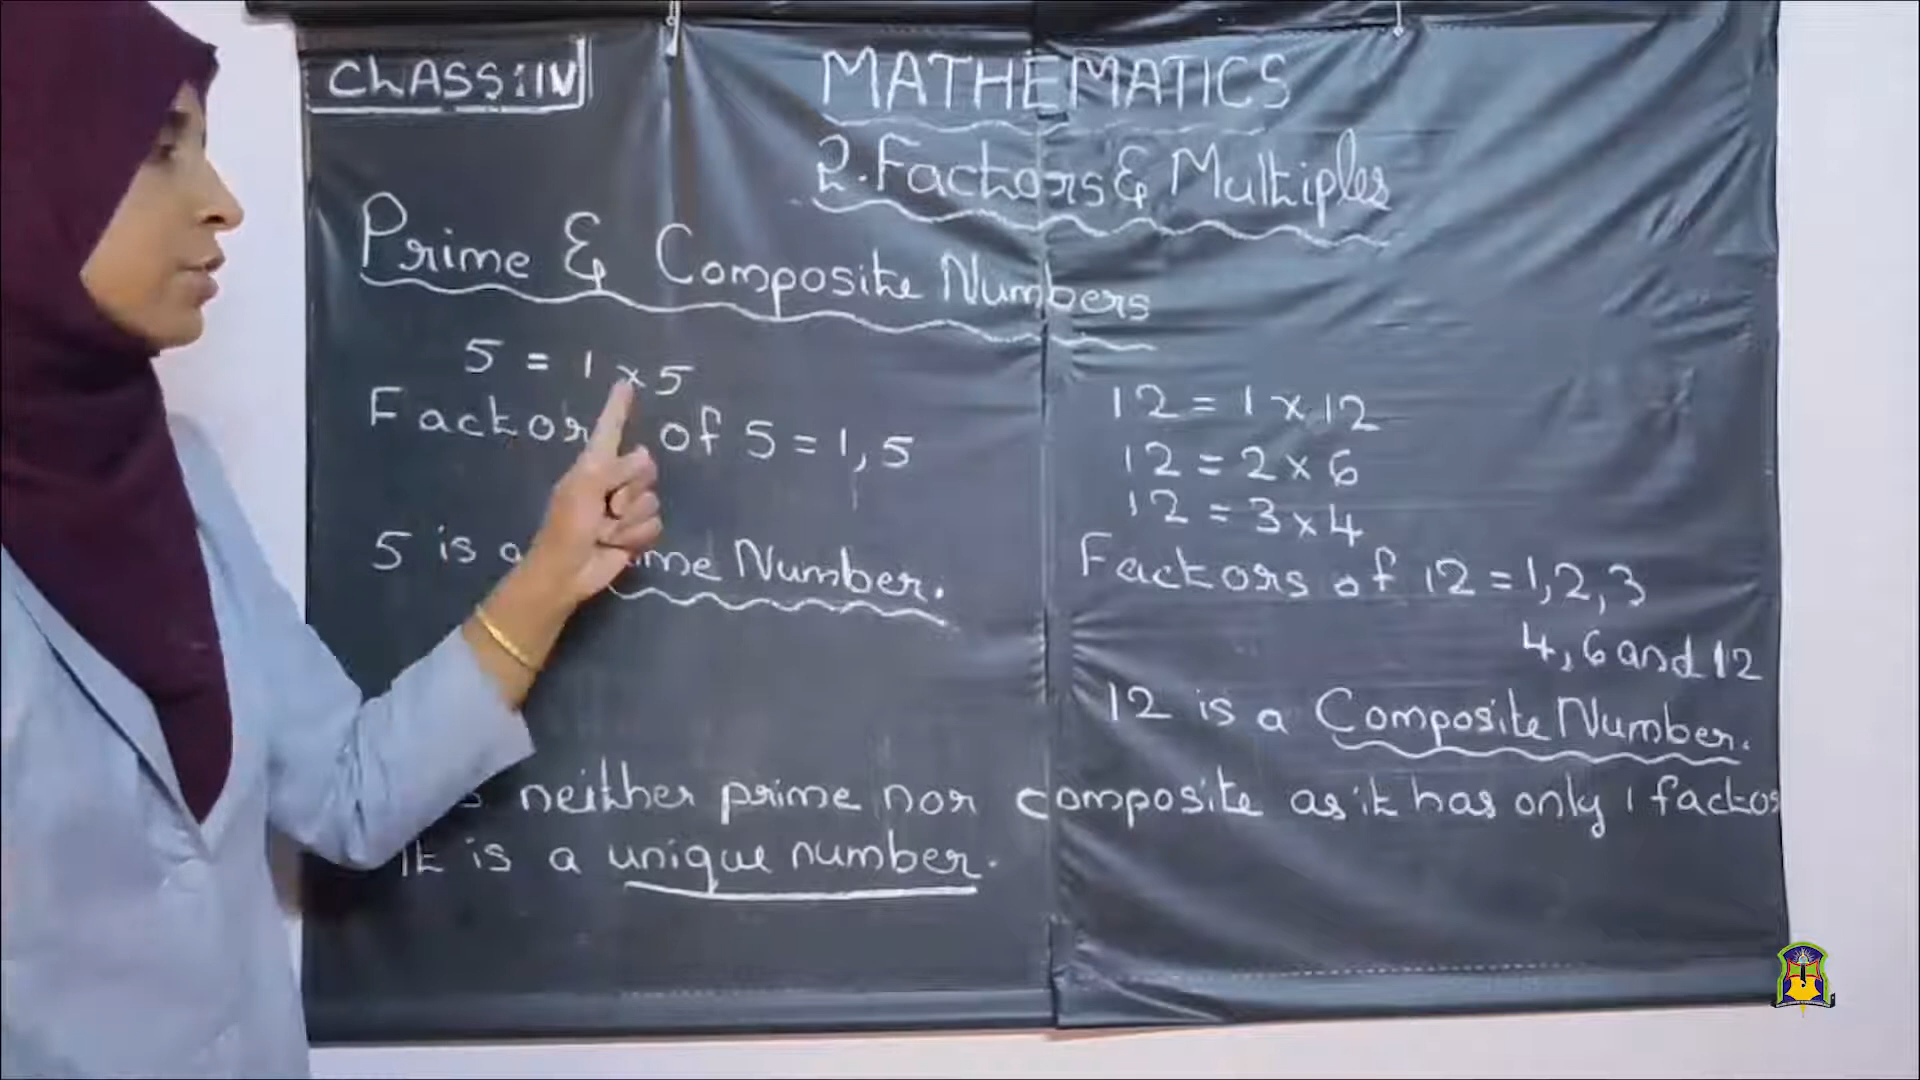 CLASS: IV
MATHEMATICS
2. Factors & Multiples
Prime & Composite Numbers
5 = 1 x 5
Factors of 5 = 1, 5
5 is a Number.
12 = 1 x 12
12 = 2 x 6
12 = 3 x 4
Factors of 12 = 1, 2, 3
4, 6 and 12
12 is a Composite Number.
neither prime nor composite as it has only 1 factor
It is a unique number.